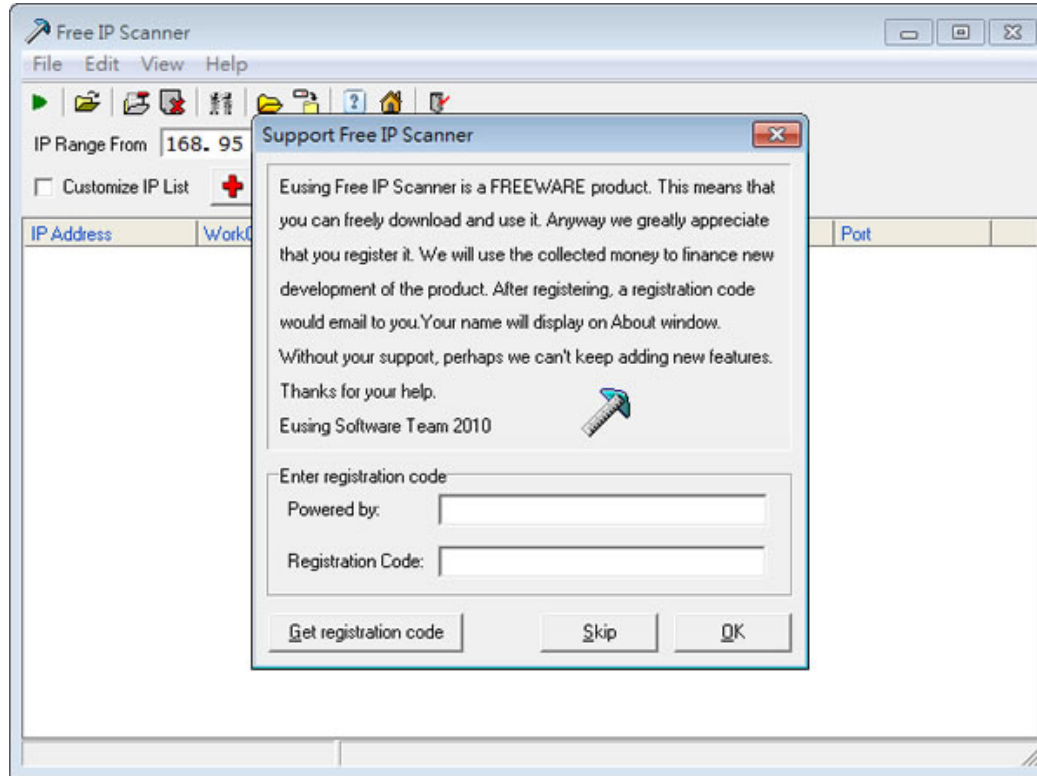 Free IP Scanner
File Edit View Help
IP Range From 168. 95
Customize IP List
IP Address Port
Support Free IP Scanner
Eusing Free IP Scanner is a FREEWARE product. This means that
you can freely download and use it. Anyway we greatly appreciate
that you register it. We will use the collected money to finance new
development of the product. After registering, a registration code
would email to you.Your name will display on About window.
Without your support, perhaps we can't keep adding new features.
Thanks for your help.
Eusing Software Team 2010
Enter registration code
Powered by:
Registration Code:
Get registration code Skip OK